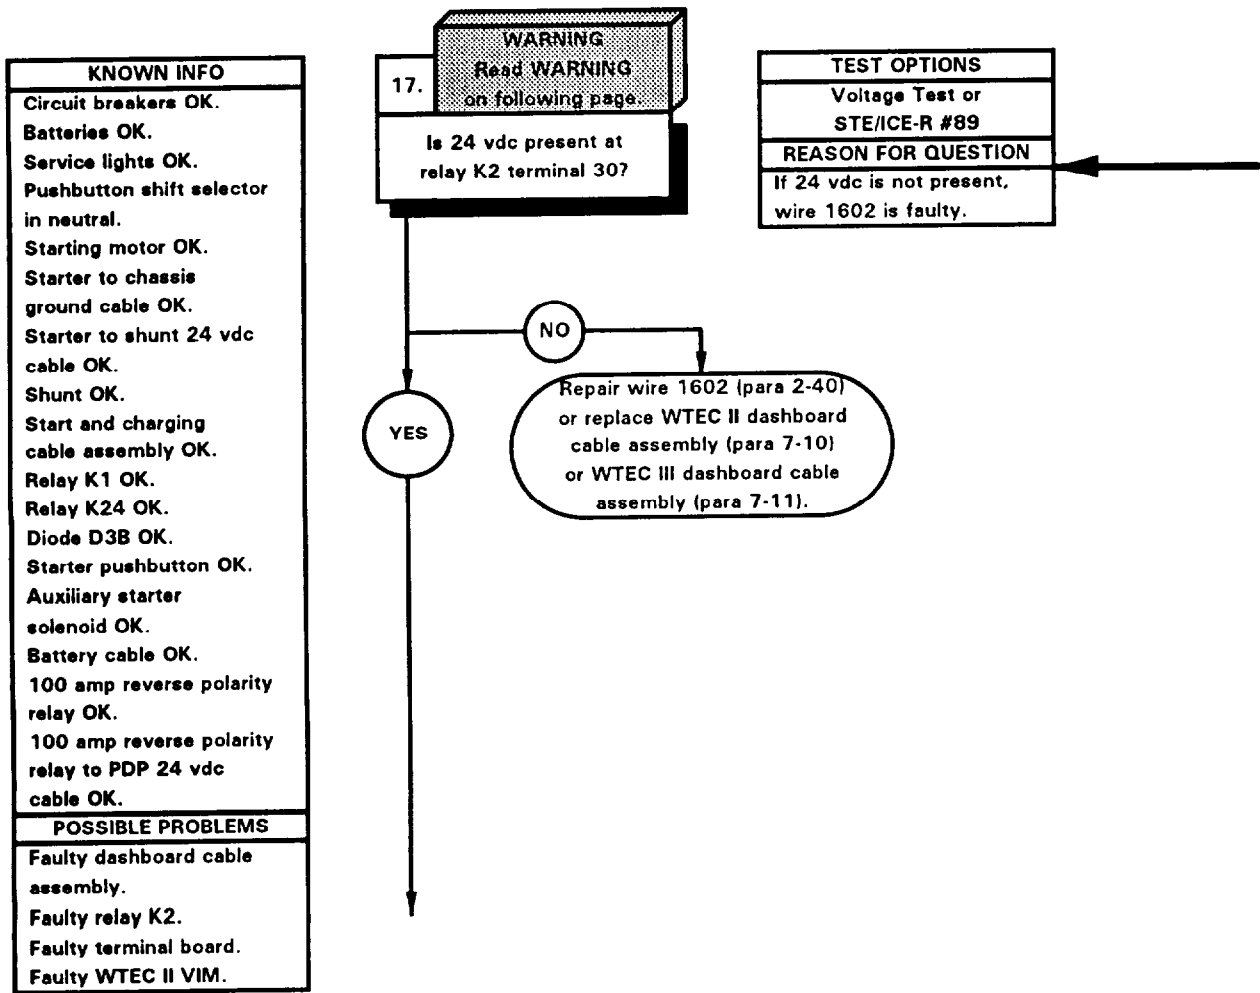 KNOWN INFO
Circuit breakers OK.
Batteries OK.
Service lights OK.
Pushbutton shift selector
in neutral.
Starting motor OK.
Starter to chassis
ground cable OK.
Starter to shunt 24 vdc
cable OK.
Shunt OK.
Start and charging
cable assembly OK.
Relay K1 OK.
Relay K24 OK.
Diode D3B OK.
Starter pushbutton OK.
Auxiliary starter
solenoid OK.
Battery cable OK.
100 amp reverse polarity
relay OK.
100 amp reverse polarity
relay to PDP 24 vdc
cable OK.
POSSIBLE PROBLEMS
Faulty dashboard cable
assembly.
Faulty relay K2.
Faulty terminal board.
Faulty WTEC II VIM.
17.
WARNING
Read WARNING
on following page.
Is 24 vdc present at
relay K2 terminal 30?
NO
YES
Repair wire 1602 (para 2-40)
or replace WTEC II dashboard
cable assembly (para 7-10)
or WTEC III dashboard cable
assembly (para 7-11).
TEST OPTIONS
Voltage Test or
STE/ICE-R #89
REASON FOR QUESTION
If 24 vdc is not present,
wire 1602 is faulty.